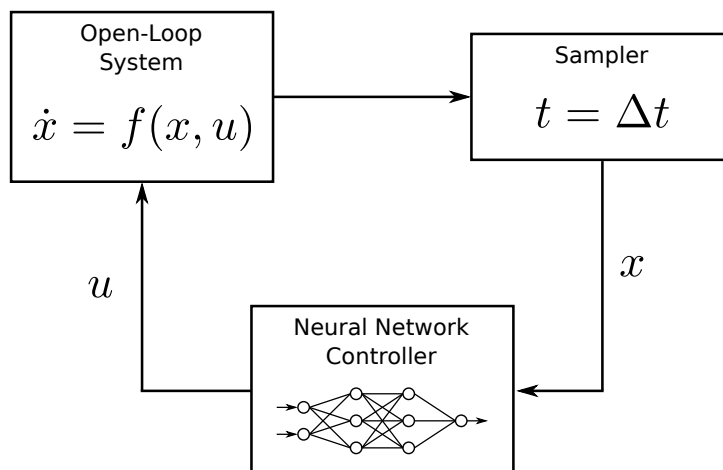 Open-Loop
System
ẋ = f(x, u)
Sampler
t = Δt
u
x
Neural Network
Controller